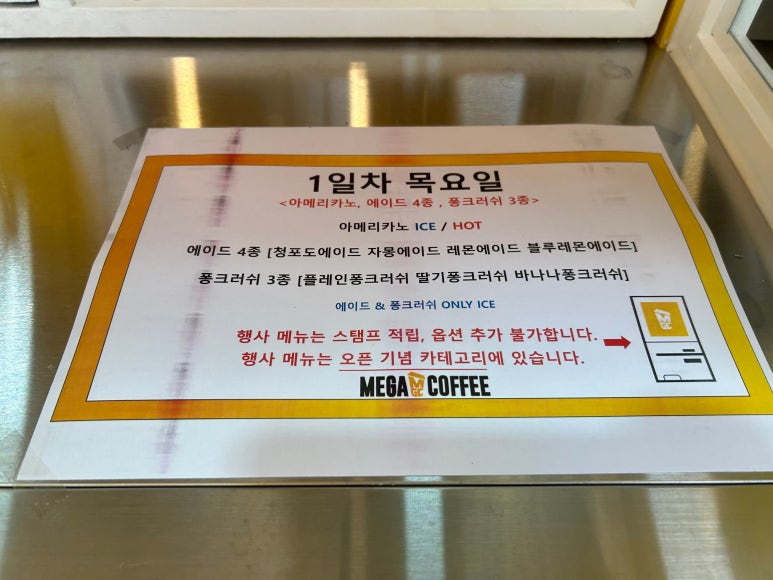 1일차 목요일
<아메리카노, 에이드 4종 , 퐁크러쉬 3종>
아메리카노 ICE / HOT
에이드 4종 [청포도에이드 자몽에이드 레몬에이드 블루레몬에이드]
퐁크러쉬 3종 [플레인퐁크러쉬 딸기퐁크러쉬 바나나퐁크러쉬]
에이드 & 퐁크러쉬 ONLY ICE
행사 메뉴는 스탬프 적립, 옵션 추가 불가합니다.
행사 메뉴는 오픈 기념 카테고리에 있습니다.
MEGA MGC COFFEE